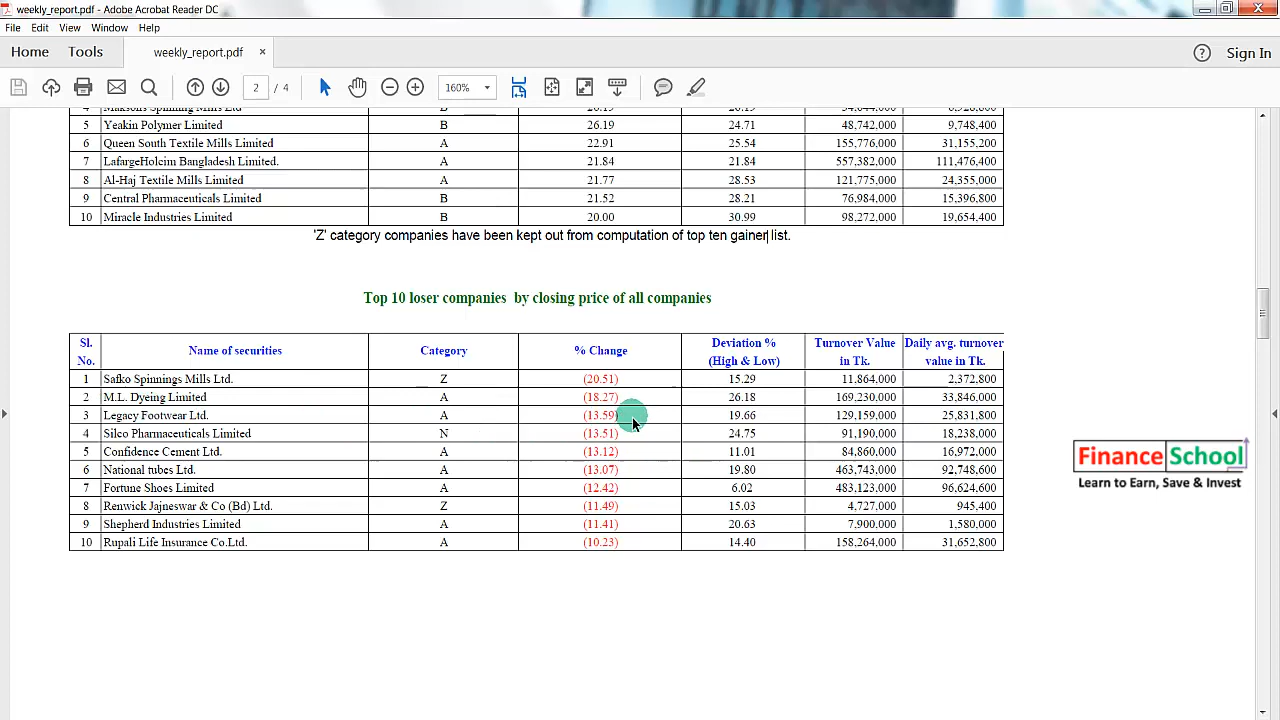 weekly_report.pdf - Adobe Acrobat Reader DC
File Edit View Window Help
Home Tools weekly_report.pdf × Sign In
2 / 4 160%
4 Maksons Spinning Mills Ltd B 26.19 26.19
5 Yeakin Polymer Limited B 26.19 24.71 48,742,000 9,748,400
6 Queen South Textile Mills Limited A 22.91 25.54 155,776,000 31,155,200
7 LafargeHolcim Bangladesh Limited. A 21.84 21.84 557,382,000 111,476,400
8 Al-Haj Textile Mills Limited A 21.77 28.53 121,775,000 24,355,000
9 Central Pharmaceuticals Limited B 21.52 28.21 76,984,000 15,396,800
10 Miracle Industries Limited B 20.00 30.99 98,272,000 19,654,400
'Z' category companies have been kept out from computation of top ten gainer list.
Top 10 loser companies by closing price of all companies
Sl. No. Name of securities Category % Change Deviation % (High & Low) Turnover Value in Tk. Daily avg. turnover value in Tk.
1 Safko Spinnings Mills Ltd. Z (20.51) 15.29 11.864,000 2,372,800
2 M.L. Dyeing Limited A (18.27) 26.18 169,230,000 33,846,000
3 Legacy Footwear Ltd. A (13.59) 19.66 129,159,000 25,831,800
4 Silco Pharmaceuticals Limited N (13.51) 24.75 91,190,000 18,238,000
5 Confidence Cement Ltd. A (13.12) 11.01 84,860,000 16,972,000
6 National tubes Ltd. A (13.07) 19.80 463,743,000 92,748,600
7 Fortune Shoes Limited A (12.42) 6.02 483,123,000 96,624,600
8 Renwick Jajneswar & Co (Bd) Ltd. Z (11.49) 15.03 4,727,000 945,400
9 Shepherd Industries Limited A (11.41) 20.63 7,900,000 1,580,000
10 Rupali Life Insurance Co.Ltd. A (10.23) 14.40 158,264,000 31,652,800
Finance School
Learn to Earn, Save & Invest